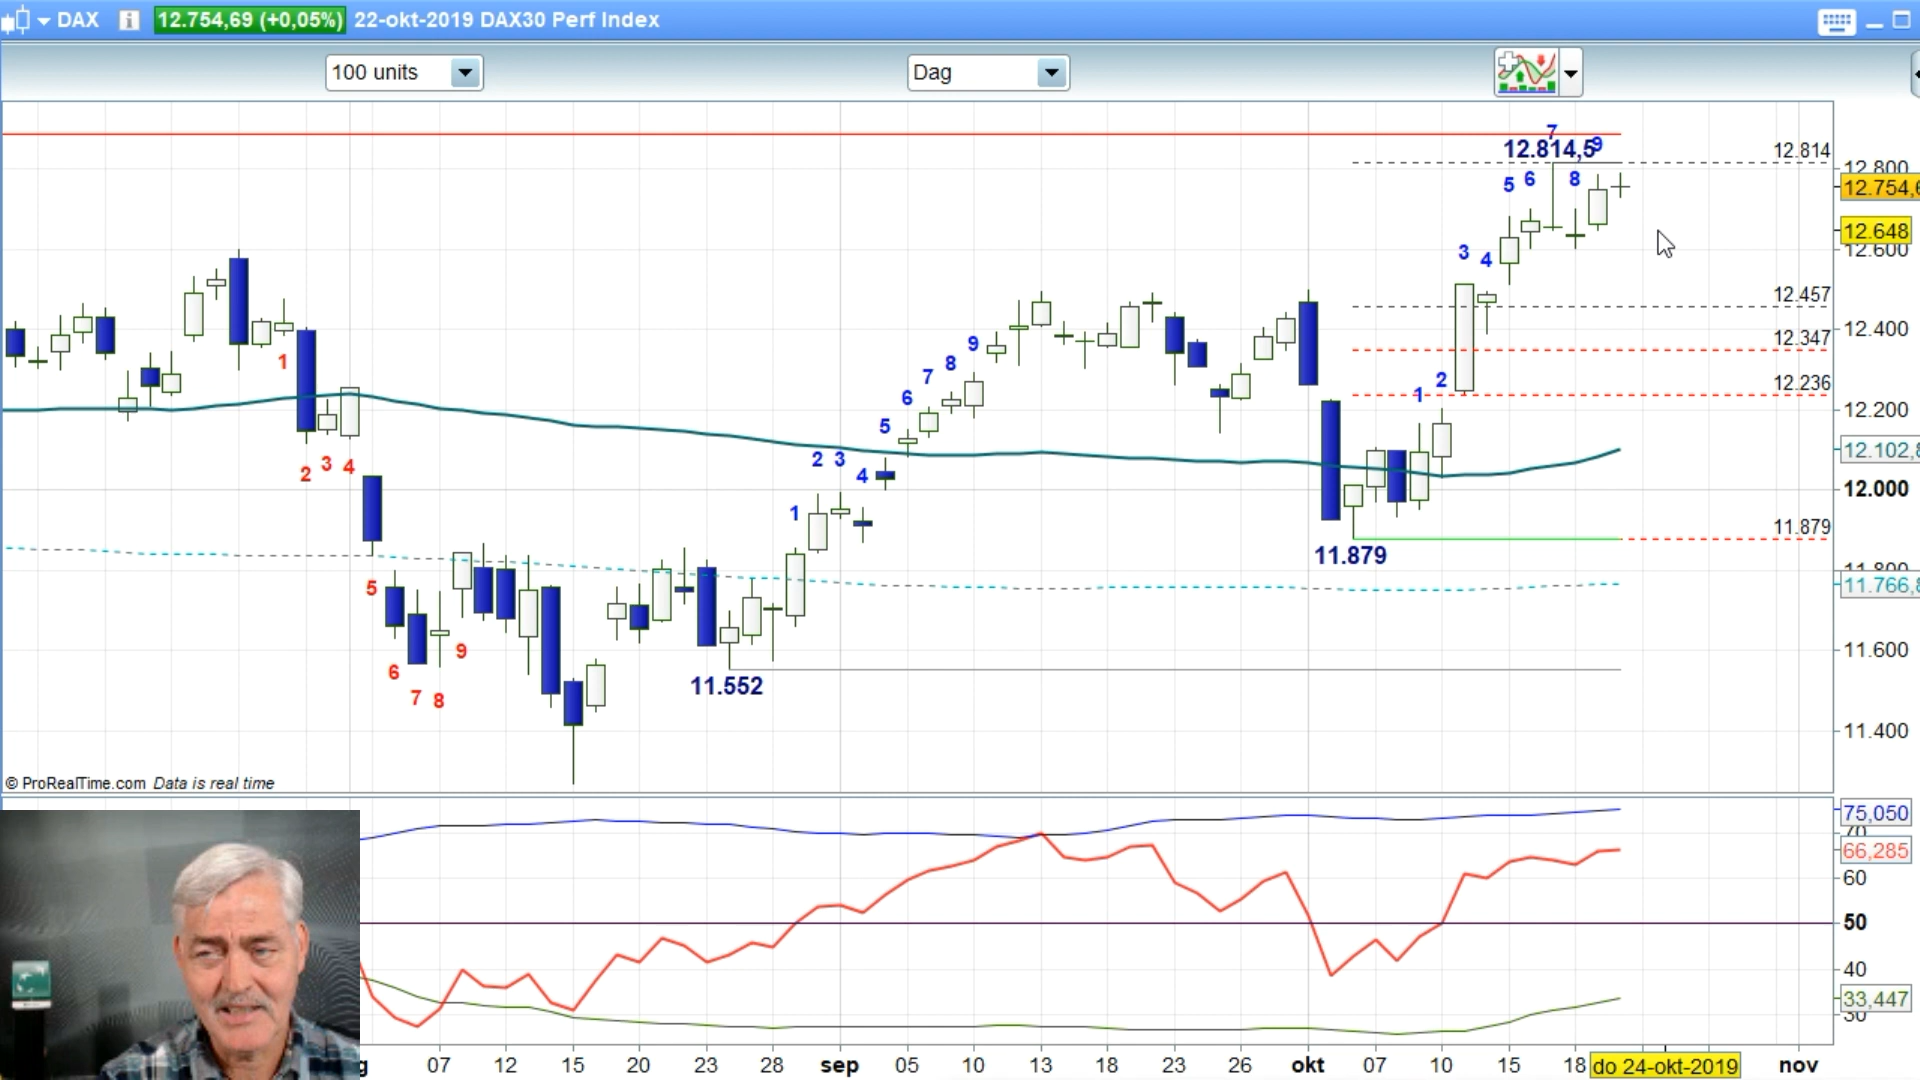 DAX 12.754,69 (+0,05%) 22-okt-2019 DAX30 Perf Index
100 units Dag
7
12.814,5 9 12.814
12.800
5 6 8 12.754,6
12.648
3 4 12.600
12.457
12.400
9 12.347
1 8
7 1 2 12.236
6 12.200
5
2 3 4 2 3 12.102,8
4 12.000
1
11.879
11.879
11.800
5 11.766,8
9 11.600
6
7 8 11.552
11.400
© ProRealTime.com Data is real time
75,050
70
66,285
60
50
40
33,447
30
g 07 12 15 20 23 28 sep 05 10 13 18 23 26 okt 07 10 15 18 do 24-okt-2019 nov